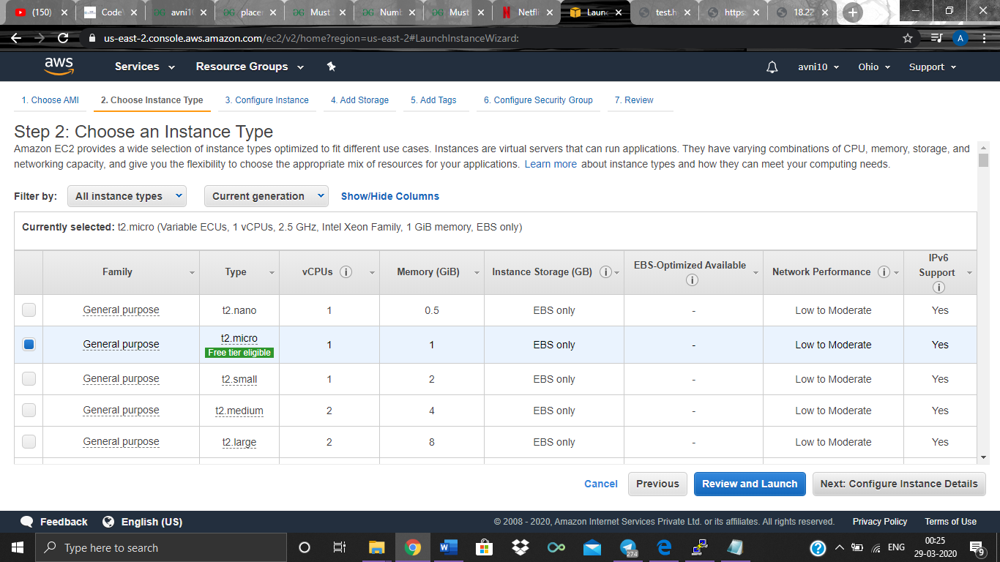 (150) Code\ avni1( place Must Numb Must Netfli Laun test.h https: 18.22
us-east-2.console.aws.amazon.com/ec2/v2/home?region=us-east-2#LaunchInstanceWizard:
A
aws Services Resource Groups avni10 Ohio Support
1. Choose AMI 2. Choose Instance Type 3. Configure Instance 4. Add Storage 5. Add Tags 6. Configure Security Group 7. Review
Step 2: Choose an Instance Type
Amazon EC2 provides a wide selection of instance types optimized to fit different use cases. Instances are virtual servers that can run applications. They have varying combinations of CPU, memory, storage, and
networking capacity, and give you the flexibility to choose the appropriate mix of resources for your applications. Learn more about instance types and how they can meet your computing needs.
Filter by: All instance types Current generation Show/Hide Columns
Currently selected: t2.micro (Variable ECUs, 1 vCPUs, 2.5 GHz, Intel Xeon Family, 1 GiB memory, EBS only)
Family Type vCPUs i Memory (GiB) Instance Storage (GB) i EBS-Optimized Available i Network Performance i IPv6 Support i
General purpose t2.nano 1 0.5 EBS only - Low to Moderate Yes
General purpose t2.micro Free tier eligible 1 1 EBS only - Low to Moderate Yes
General purpose t2.small 1 2 EBS only - Low to Moderate Yes
General purpose t2.medium 2 4 EBS only - Low to Moderate Yes
General purpose t2.large 2 8 EBS only - Low to Moderate Yes
Cancel Previous Review and Launch Next: Configure Instance Details
Feedback English (US) © 2008 - 2020, Amazon Internet Services Private Ltd. or its affiliates. All rights reserved. Privacy Policy Terms of Use
Type here to search 274 ENG 00:25
29-03-2020 9